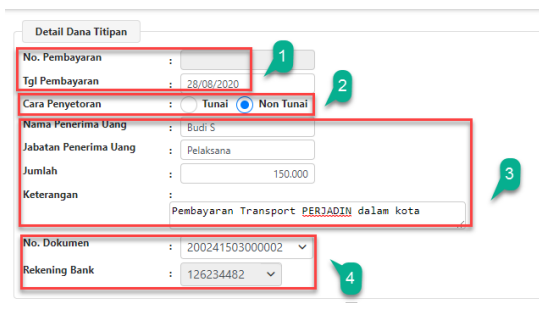 Detail Dana Titipan
No. Pembayaran :
1
Tgl Pembayaran : 28/08/2020
2
Cara Penyetoran : Tunai Non Tunai
Nama Penerima Uang : Budi S
Jabatan Penerima Uang : Pelaksana
3
Jumlah : 150.000
Keterangan :
Pembayaran Transport PERJADIN dalam kota
No. Dokumen : 200241503000002
Rekening Bank : 126234482
4